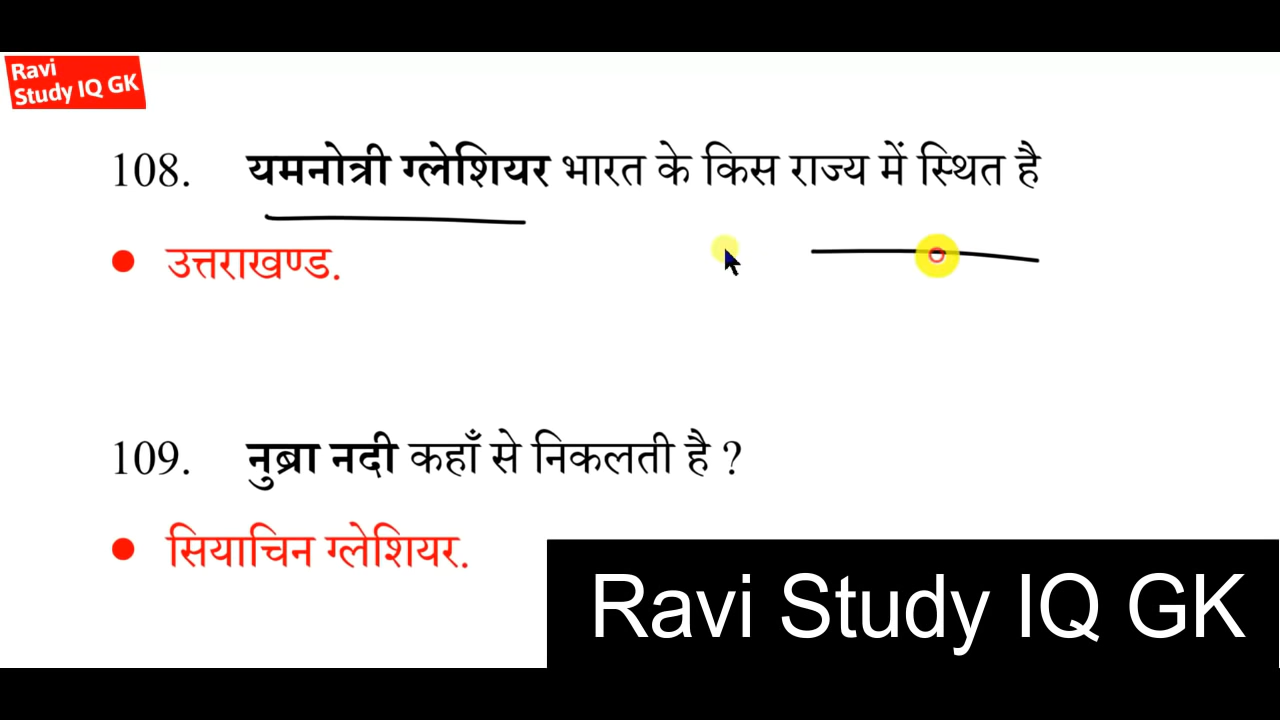 Ravi
Study IQ GK
108. यमनोत्री ग्लेशियर भारत के किस राज्य में स्थित है
• उत्तराखण्ड.
109. नुब्रा नदी कहाँ से निकलती है ?
• सियाचिन ग्लेशियर.
Ravi Study IQ GK